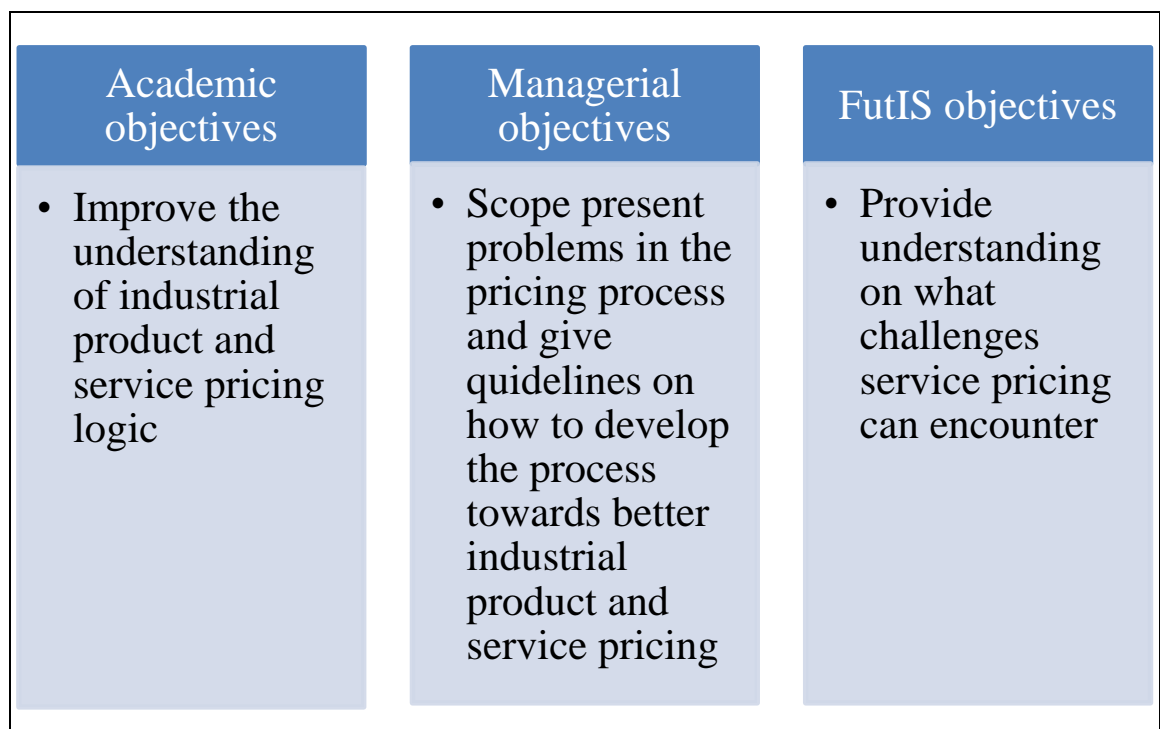 Academic
objectives
• Improve the
understanding
of industrial
product and
service pricing
logic
Managerial
objectives
• Scope present
problems in the
pricing process
and give
quidelines on
how to develop
the process
towards better
industrial
product and
service pricing
FutIS objectives
• Provide
understanding
on what
challenges
service pricing
can encounter